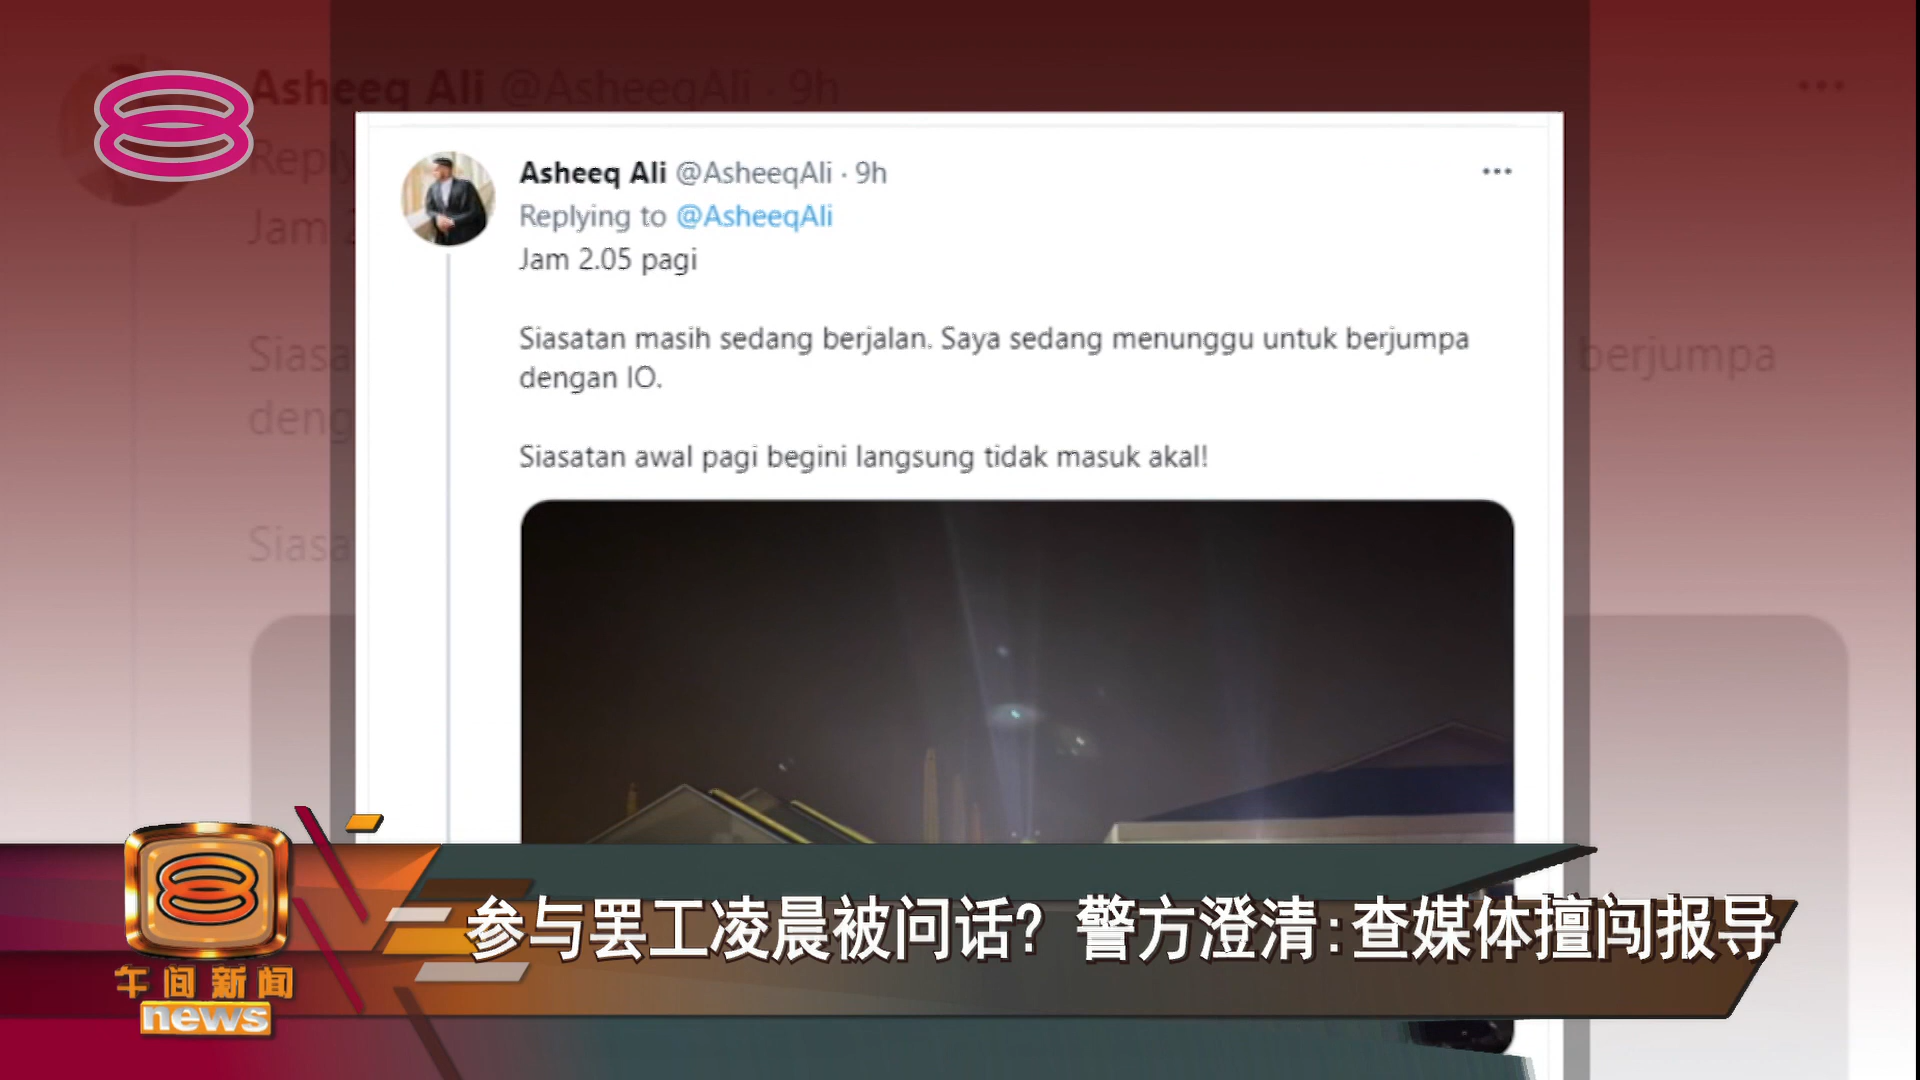 Asheeq Ali @AsheeqAli · 9h
Replying to @AsheeqAli
Jam 2.05 pagi
Siasatan masih sedang berjalan. Saya sedang menunggu untuk berjumpa
dengan IO.
Siasatan awal pagi begini langsung tidak masuk akal!
参与罢工凌晨被问话? 警方澄清:查媒体擅闯报导
午间新闻
news